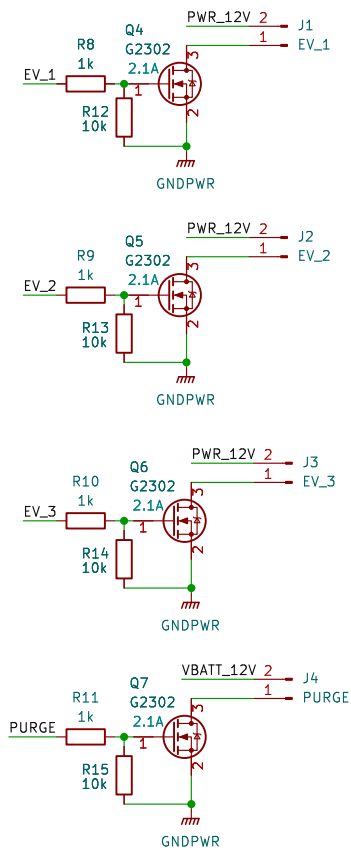 PWR_12V 2 J1
Q4 1 EV_1
R8 G2302 3
EV_1 1k 2.1A
1
R12
10k 2
GNDPWR
PWR_12V 2 J2
Q5 1 EV_2
R9 G2302 3
EV_2 1k 2.1A
1
R13
10k 2
GNDPWR
PWR_12V 2 J3
Q6 1 EV_3
R10 G2302 3
EV_3 1k 2.1A
1
R14
10k 2
GNDPWR
VBATT_12V 2 J4
Q7 1 PURGE
R11 G2302 3
PURGE 1k 2.1A
1
R15
10k 2
GNDPWR